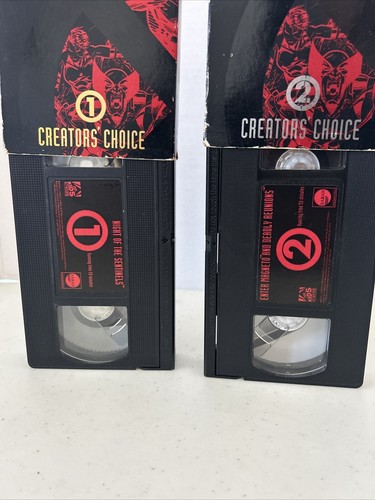 1
CREATORS CHOICE
2
CREATORS CHOICE
1
NIGHT OF THE SENTINELS
2
ENTER MAGNETO AND DEADLY REUNIONS